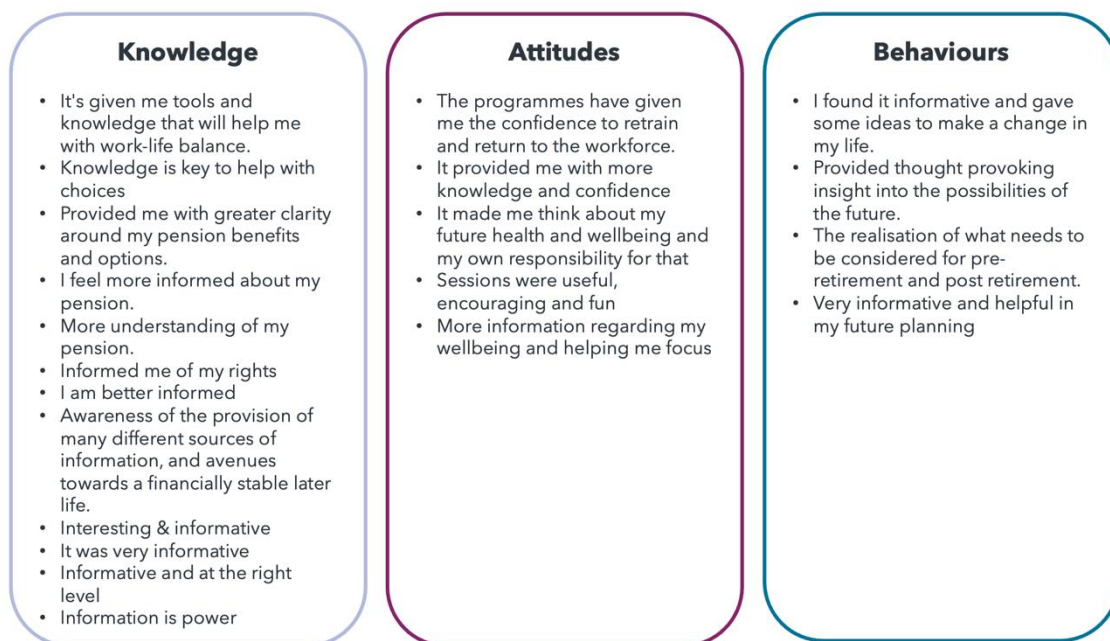 Knowledge
• It's given me tools and
knowledge that will help me
with work-life balance.
• Knowledge is key to help with
choices
• Provided me with greater clarity
around my pension benefits
and options.
• I feel more informed about my
pension.
• More understanding of my
pension.
• Informed me of my rights
• I am better informed
• Awareness of the provision of
many different sources of
information, and avenues
towards a financially stable later
life.
• Interesting & informative
• It was very informative
• Informative and at the right
level
• Information is power
Attitudes
• The programmes have given
me the confidence to retrain
and return to the workforce.
• It provided me with more
knowledge and confidence
• It made me think about my
future health and wellbeing and
my own responsibility for that
• Sessions were useful,
encouraging and fun
• More information regarding my
wellbeing and helping me focus
Behaviours
• I found it informative and gave
some ideas to make a change in
my life.
• Provided thought provoking
insight into the possibilities of
the future.
• The realisation of what needs to
be considered for pre-
retirement and post retirement.
• Very informative and helpful in
my future planning